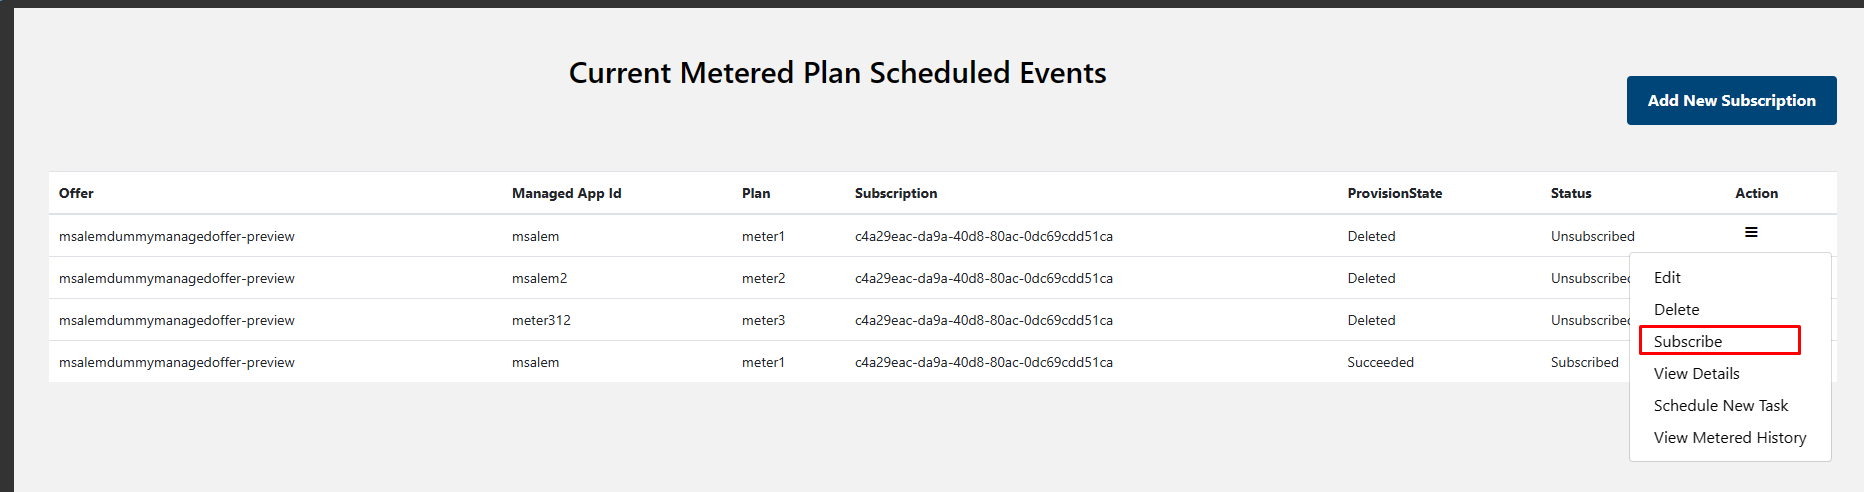 Current Metered Plan Scheduled Events
Add New Subscription
Offer Managed App Id Plan Subscription ProvisionState Status Action
msalemdummymanagedoffer-preview msalem meter1 c4a29eac-da9a-40d8-80ac-0dc69cdd51ca Deleted Unsubscribed
msalemdummymanagedoffer-preview msalem2 meter2 c4a29eac-da9a-40d8-80ac-0dc69cdd51ca Deleted Unsubscribed
msalemdummymanagedoffer-preview meter312 meter3 c4a29eac-da9a-40d8-80ac-0dc69cdd51ca Deleted Unsubscribed
msalemdummymanagedoffer-preview msalem meter1 c4a29eac-da9a-40d8-80ac-0dc69cdd51ca Succeeded Subscribed
Edit
Delete
Subscribe
View Details
Schedule New Task
View Metered History